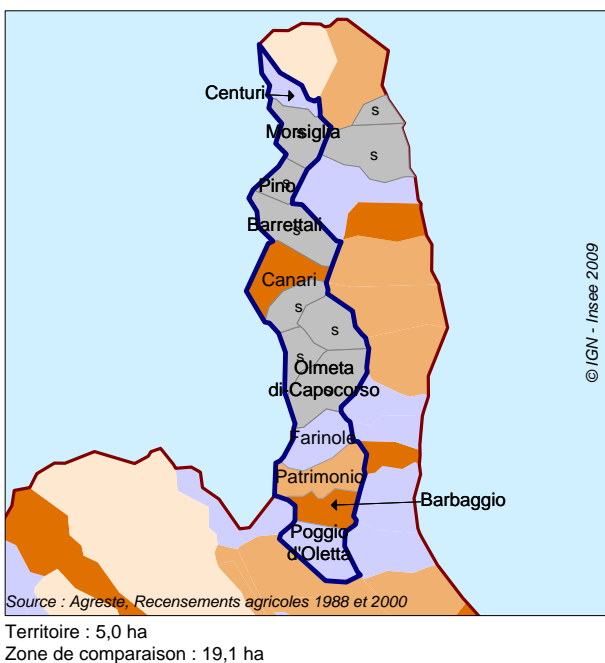 Centuri
s
Morsiglia
s
s
Pino
s
Barrettali
s
Canari
s
s
s
Olmeta
di-Capocorso
s
Farinole
Patrimonio
Barbaggio
Poggio
d'Oletta
© IGN - Insee 2009
Source : Agreste, Recensements agricoles 1988 et 2000
Territoire : 5,0 ha
Zone de comparaison : 19,1 ha